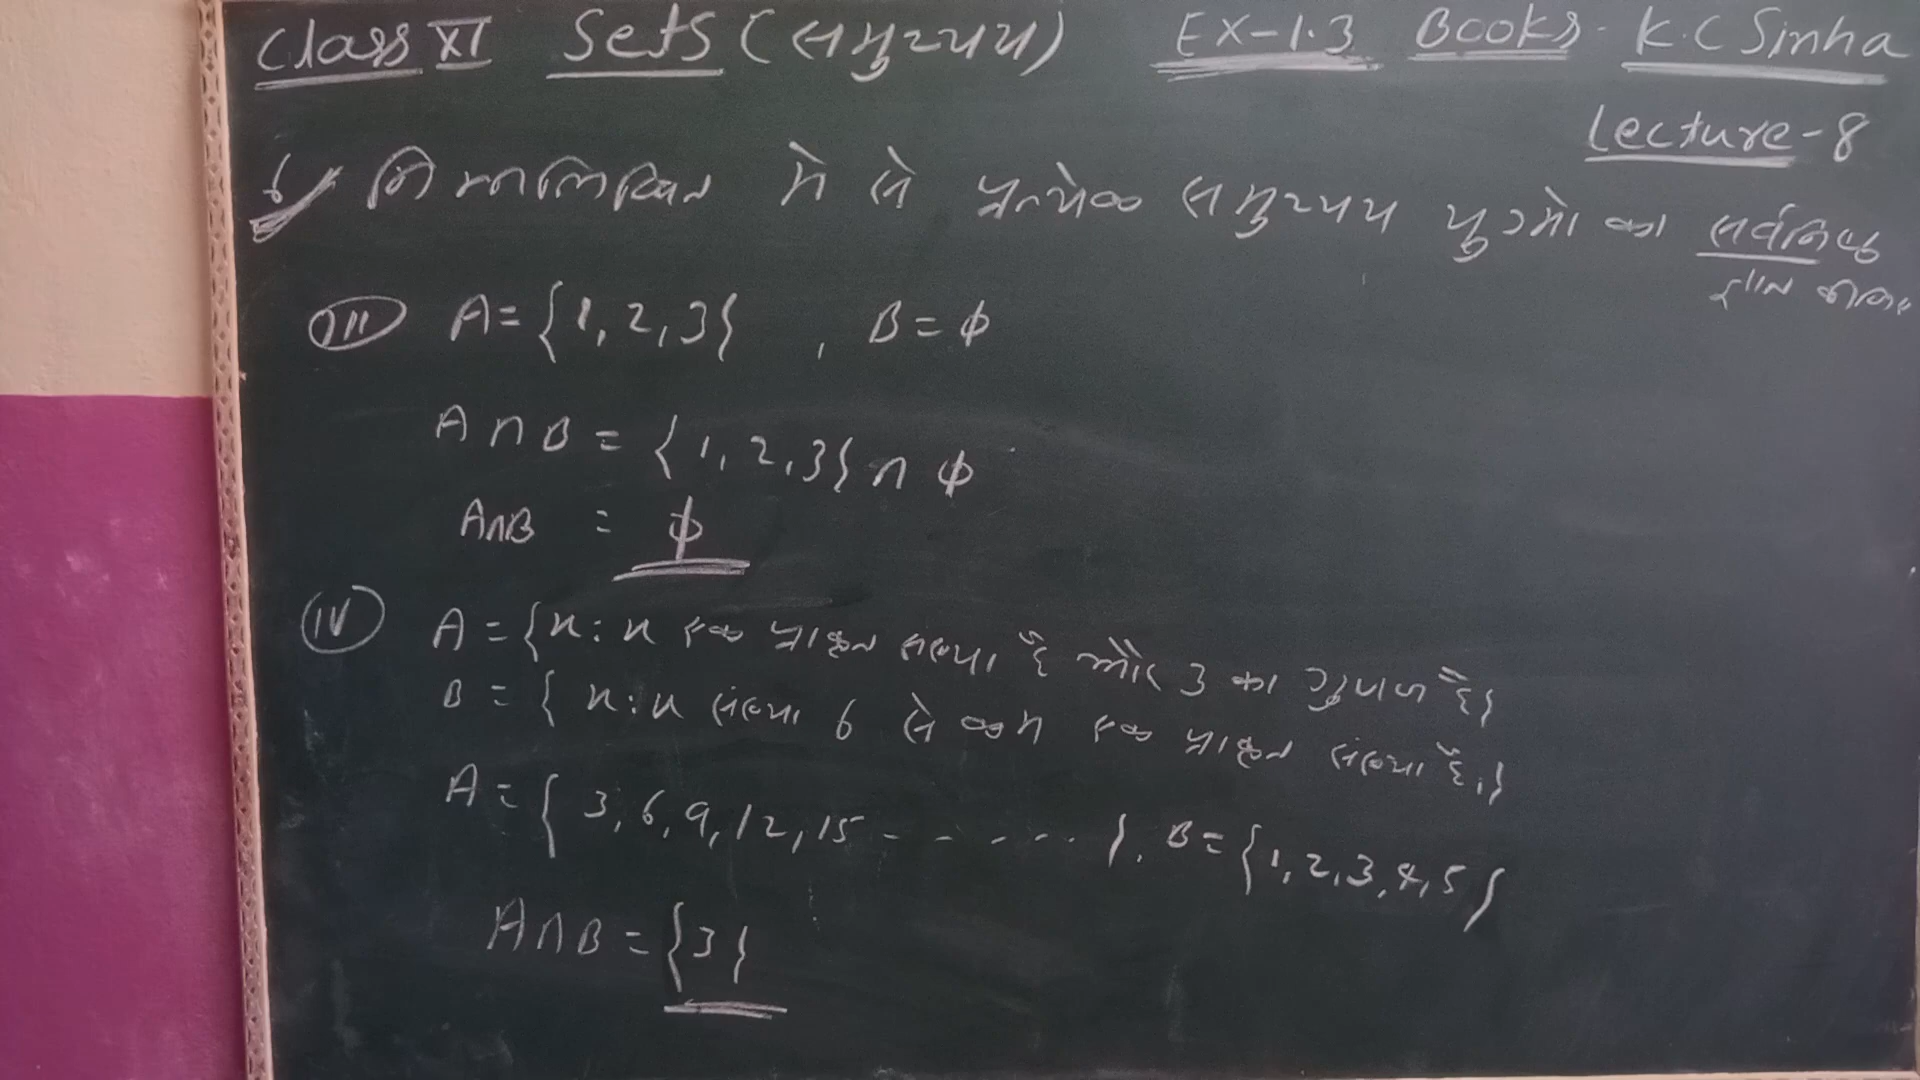 Class XI Sets (समुच्चय) EX-1.3 Books- K.C Sinha
Lecture-8
6 निम्नलिखित में से प्रत्येक समुच्चय युग्मो का सर्वनिष्ठ
ज्ञात करें
III A = {1, 2, 3} , B = ϕ
A ∩ B = {1, 2, 3} ∩ ϕ
A∩B = ϕ
IV A = {x : x एक प्राकृत संख्या है और 3 का गुणज है}
B = {x : x संख्या 6 से कम एक प्राकृत संख्या है।}
A = {3, 6, 9, 12, 15 - - - - - -}, B = {1, 2, 3, 4, 5}
A ∩ B = {3}